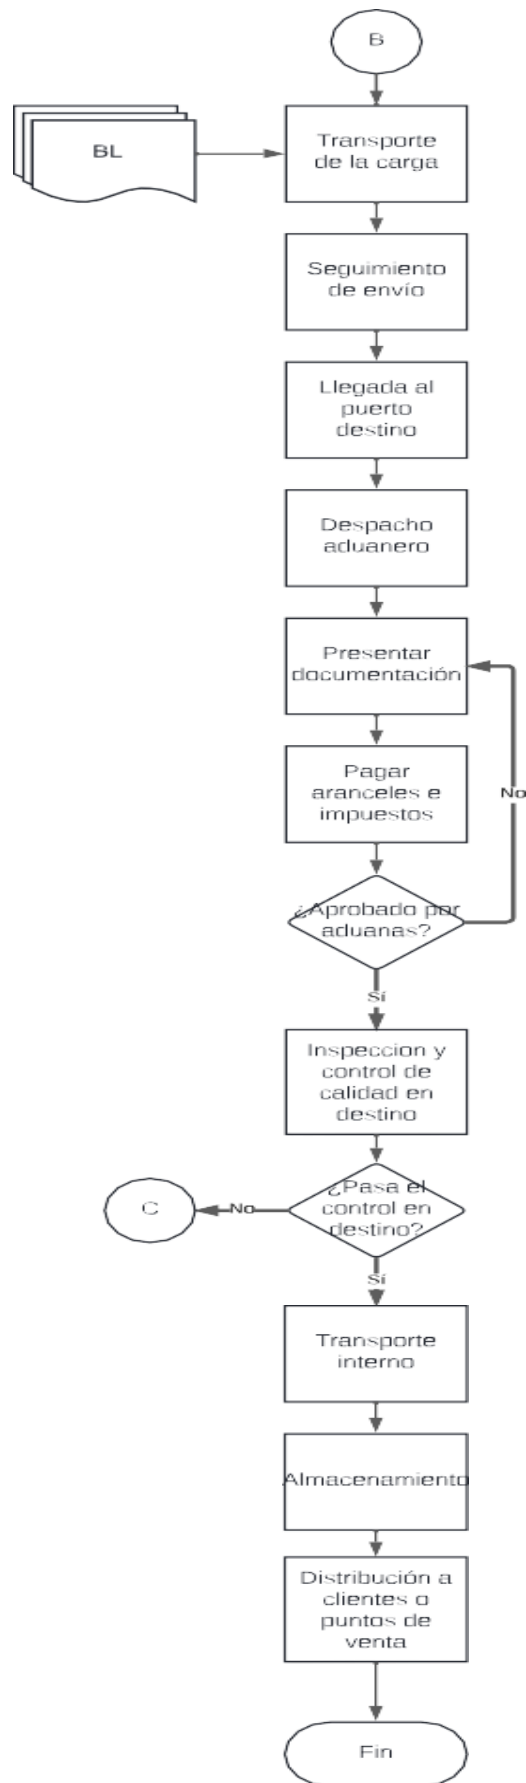 B
BL
Transporte
de la carga
Seguimiento
de envío
Llegada al
puerto
destino
Despacho
aduanero
Presentar
documentación
Pagar
aranceles e
impuestos
No
¿Aprobado por
aduanas?
Sí
Inspeccion y
control de
calidad en
destino
C
No
¿Pasa el
control en
destino?
Sí
Transporte
interno
Almacenamiento
Distribución a
clientes o
puntos de
venta
Fin